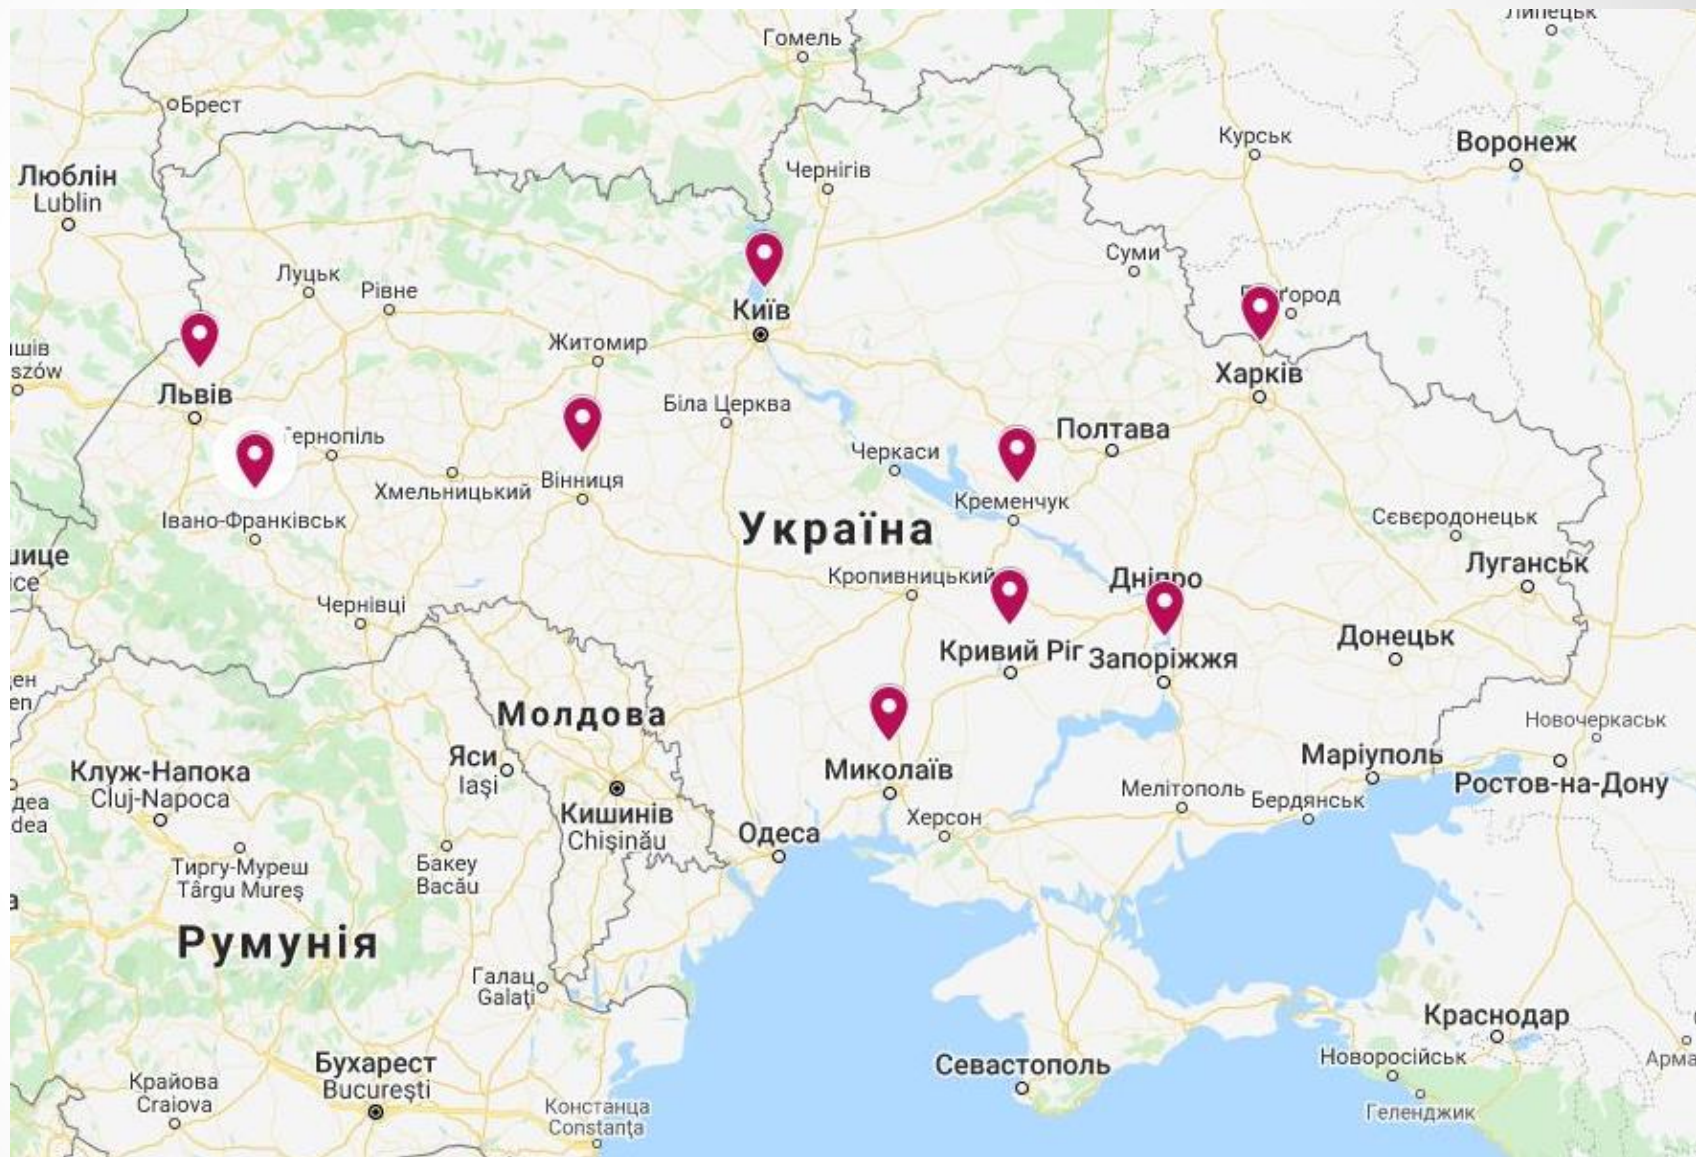 Липецьк
Гомель
Брест
Курськ
Воронеж
Люблін
Lublin
Чернігів
Суми
Луцьк
Рівне
Київ
Житомир
Львів
Біла Церква
Харків
Полтава
Черкаси
Хмельницький
Вінниця
Кременчук
Івано-Франківськ
Україна
Сєвєродонецьк
Луганськ
Кропивницький
Дніпро
Чернівці
Кривий Ріг
Запоріжжя
Донецьк
Молдова
Новочеркаськ
Яси
Iași
Миколаїв
Маріуполь
Клуж-Напока
Cluj-Napoca
Мелітополь
Бердянськ
Ростов-на-Дону
Кишинів
Chișinău
Херсон
Одеса
Тиргу-Муреш
Târgu Mureș
Бакеу
Bacău
Румунія
Галац
Galați
Краснодар
Севастополь
Новоросійськ
Бухарест
București
Крайова
Craiova
Констанца
Constanța
Геленджик